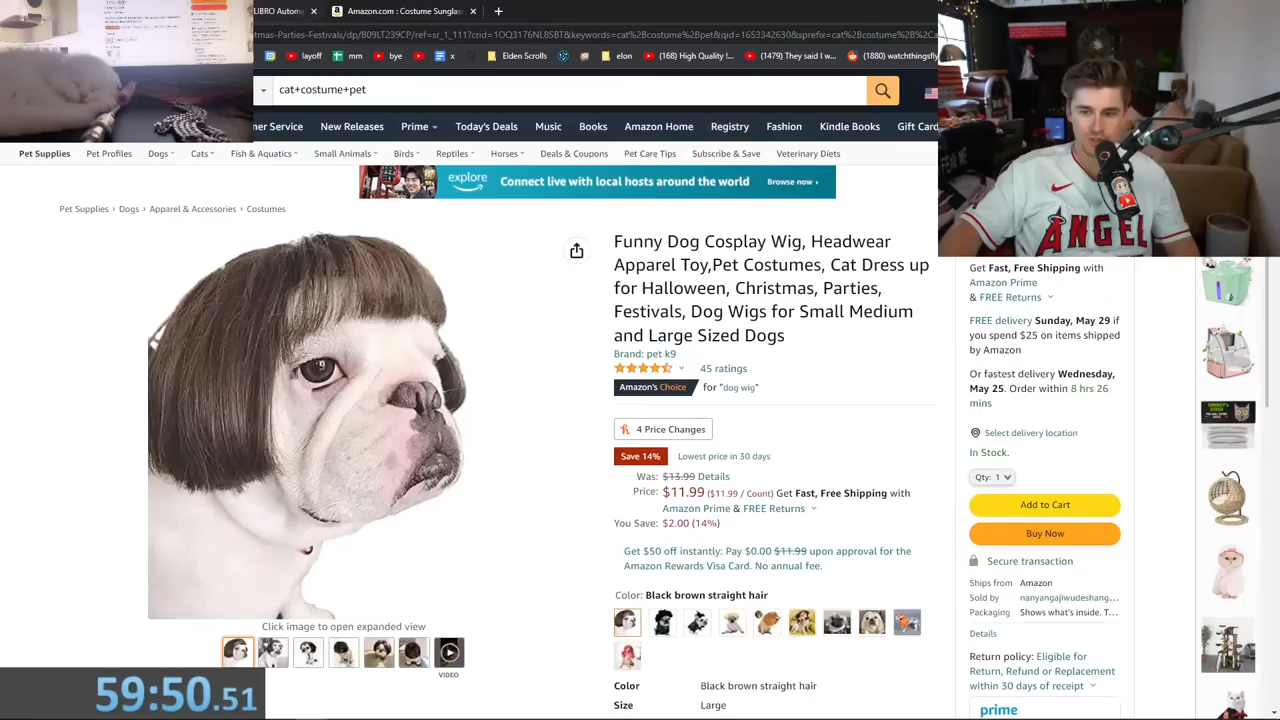 Amazon.com : Costume Sung
layoff
mm
bye
x
Eiken Scrolls
elon
(168) High Quality
(1479) They saidIw...
(1880) wallstr
cat+costume+pet
ner Service New Releases Prime Today's Deals Music Books Amazon Home Registry Fashion Kindle Books Gift Card
Pet Supplies Pet Profiles Dogs Cats Fish & Aquatics Small Animals Birds Reptiles Horses Deals & Coupons Pet Care Tips Subscribe & Save Veterinary Diets
explore Connect live with local hosts around the world Browse now ›
Pet Supplies › Dogs › Apparel & Accessories › Costumes
Funny Dog Cosplay Wig, Headwear
Apparel Toy,Pet Costumes, Cat Dress up
for Halloween, Christmas, Parties,
Festivals, Dog Wigs for Small Medium
and Large Sized Dogs
Brand: pet k9
45 ratings
Amazon's Choice for "dog wig"
4 Price Changes
Save 14% Lowest price in 30 days
Was: $13.99 Details
Price: $11.99 ($11.99 / Count) Get Fast, Free Shipping with
Amazon Prime & FREE Returns
You Save: $2.00 (14%)
Get $50 off instantly: Pay $0.00 $11.99 upon approval for the
Amazon Rewards Visa Card. No annual fee.
Color: Black brown straight hair
Color Black brown straight hair
Size Large
Click image to open expanded view
VIDEO
59:50.51
ANGEL
Get Fast, Free Shipping with
Amazon Prime
& FREE Returns
FREE delivery Sunday, May 29 if
you spend $25 on items shipped
by Amazon
Or fastest delivery Wednesday,
May 25. Order within 8 hrs 26
mins
Select delivery location
In Stock.
Qty: 1
Add to Cart
Buy Now
Secure transaction
Ships from Amazon
Sold by nanyangajiwudeshang...
Packaging Shows what's inside. T...
Details
Return policy: Eligible for
Return, Refund or Replacement
within 30 days of receipt
prime